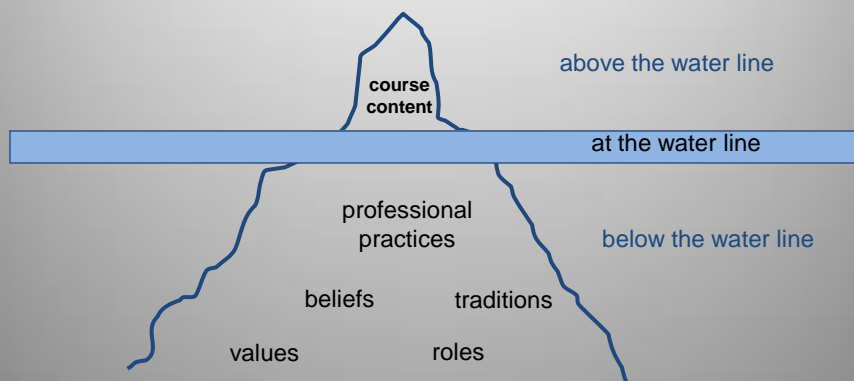 above the water line
course
content
at the water line
professional
practices
below the water line
beliefs
traditions
values
roles